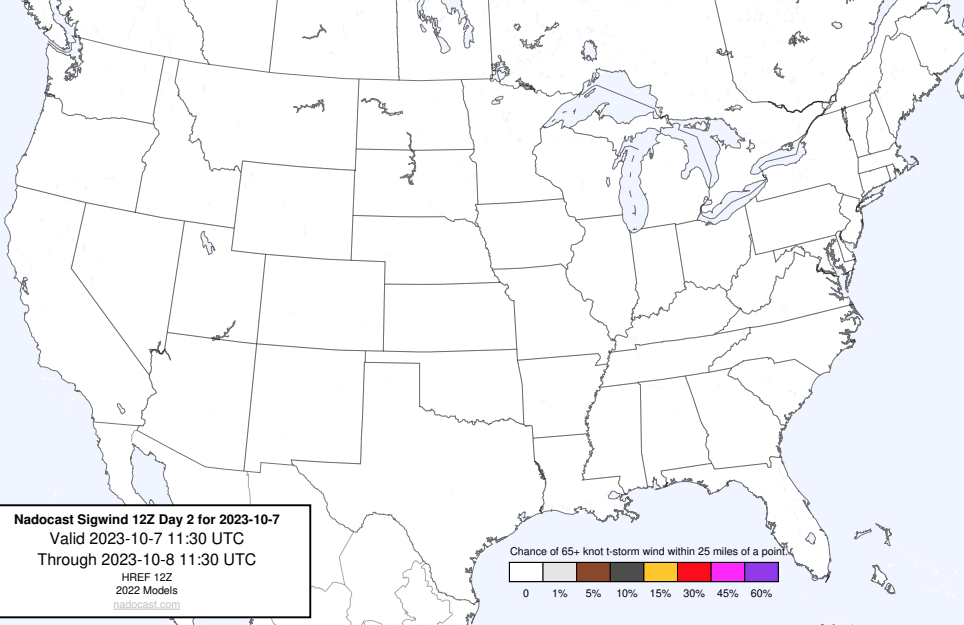 Nadocast Sigwind 12Z Day 2 for 2023-10-7
Valid 2023-10-7 11:30 UTC
Through 2023-10-8 11:30 UTC
HREF 12Z
2022 Models
nadocast.com
Chance of 65+ knot t-storm wind within 25 miles of a point.
0 1% 5% 10% 15% 30% 45% 60%